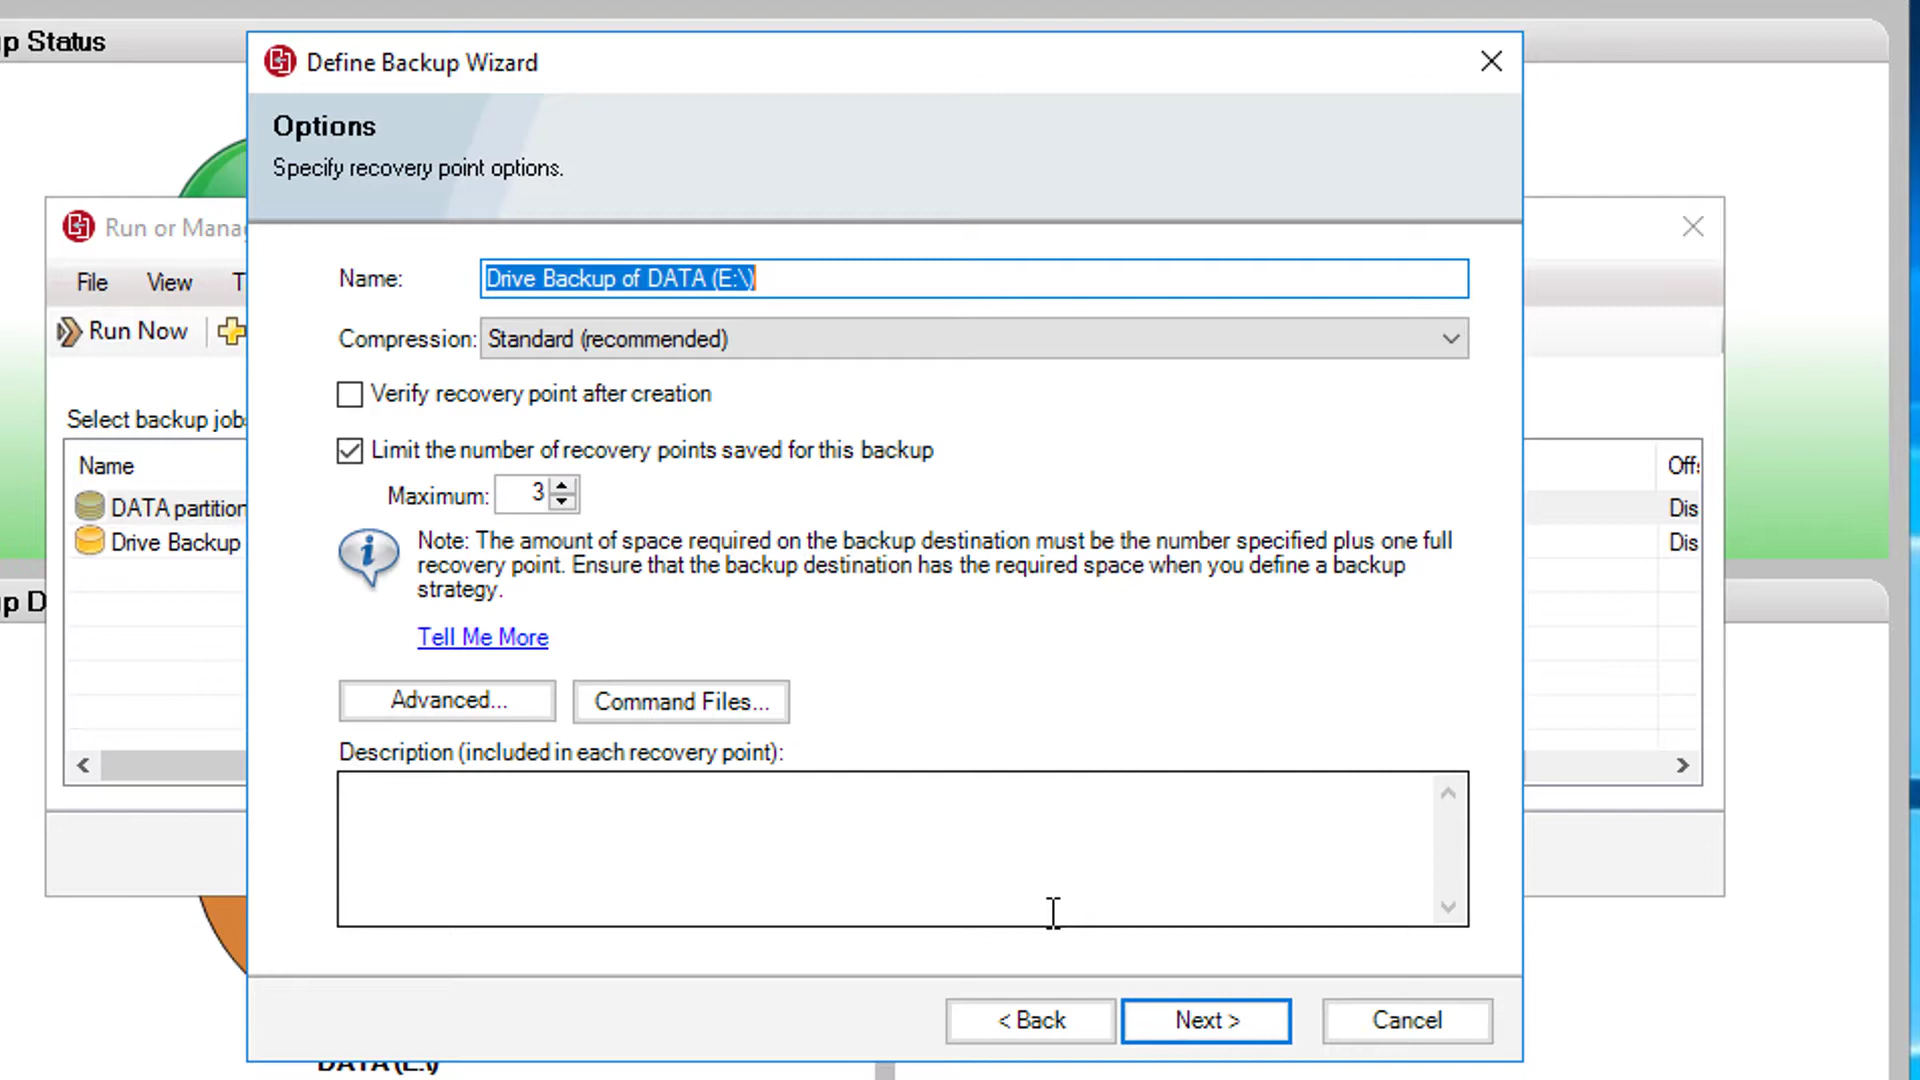 p Status
Define Backup Wizard
Options
Specify recovery point options.
Run or Mana
File View T
Run Now
Name: Drive Backup of DATA (E:\)
Compression: Standard (recommended)
Verify recovery point after creation
Select backup job
Limit the number of recovery points saved for this backup
Name
Off
Maximum: 3
DATA partition
Dis
Drive Backup
Dis
Note: The amount of space required on the backup destination must be the number specified plus one full
recovery point. Ensure that the backup destination has the required space when you define a backup
strategy.
p D
Tell Me More
Advanced... Command Files...
Description (included in each recovery point):
< Back Next > Cancel
DATA (E:\)